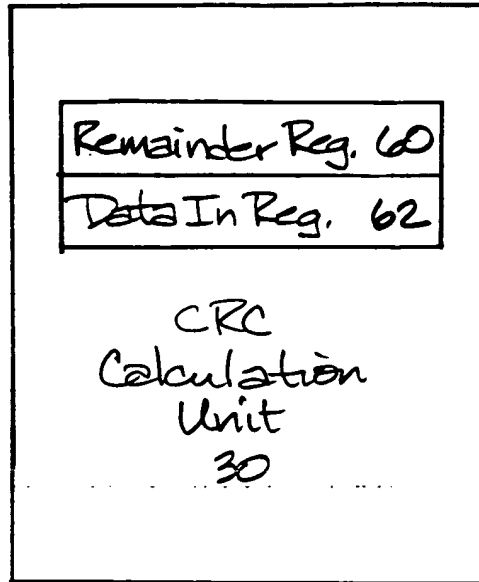 Remainder Reg. 60
Data In Reg. 62
CRC
Calculation
Unit
30